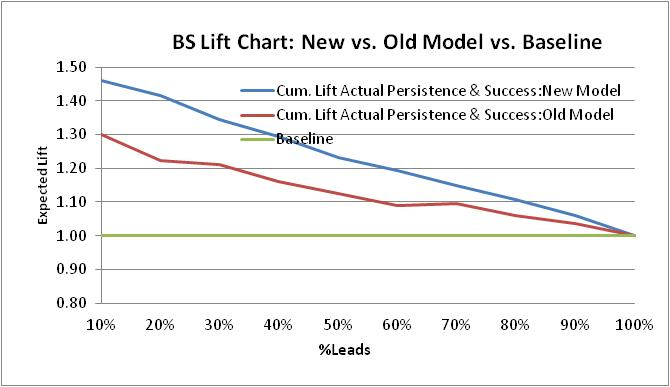 BS Lift Chart: New vs. Old Model vs. Baseline
1.50
1.40
1.30
1.20
1.10
1.00
0.90
0.80
Expected Lift
Cum. Lift Actual Persistence & Success:New Model
Cum. Lift Actual Persistence & Success:Old Model
Baseline
10% 20% 30% 40% 50% 60% 70% 80% 90% 100%
%Leads